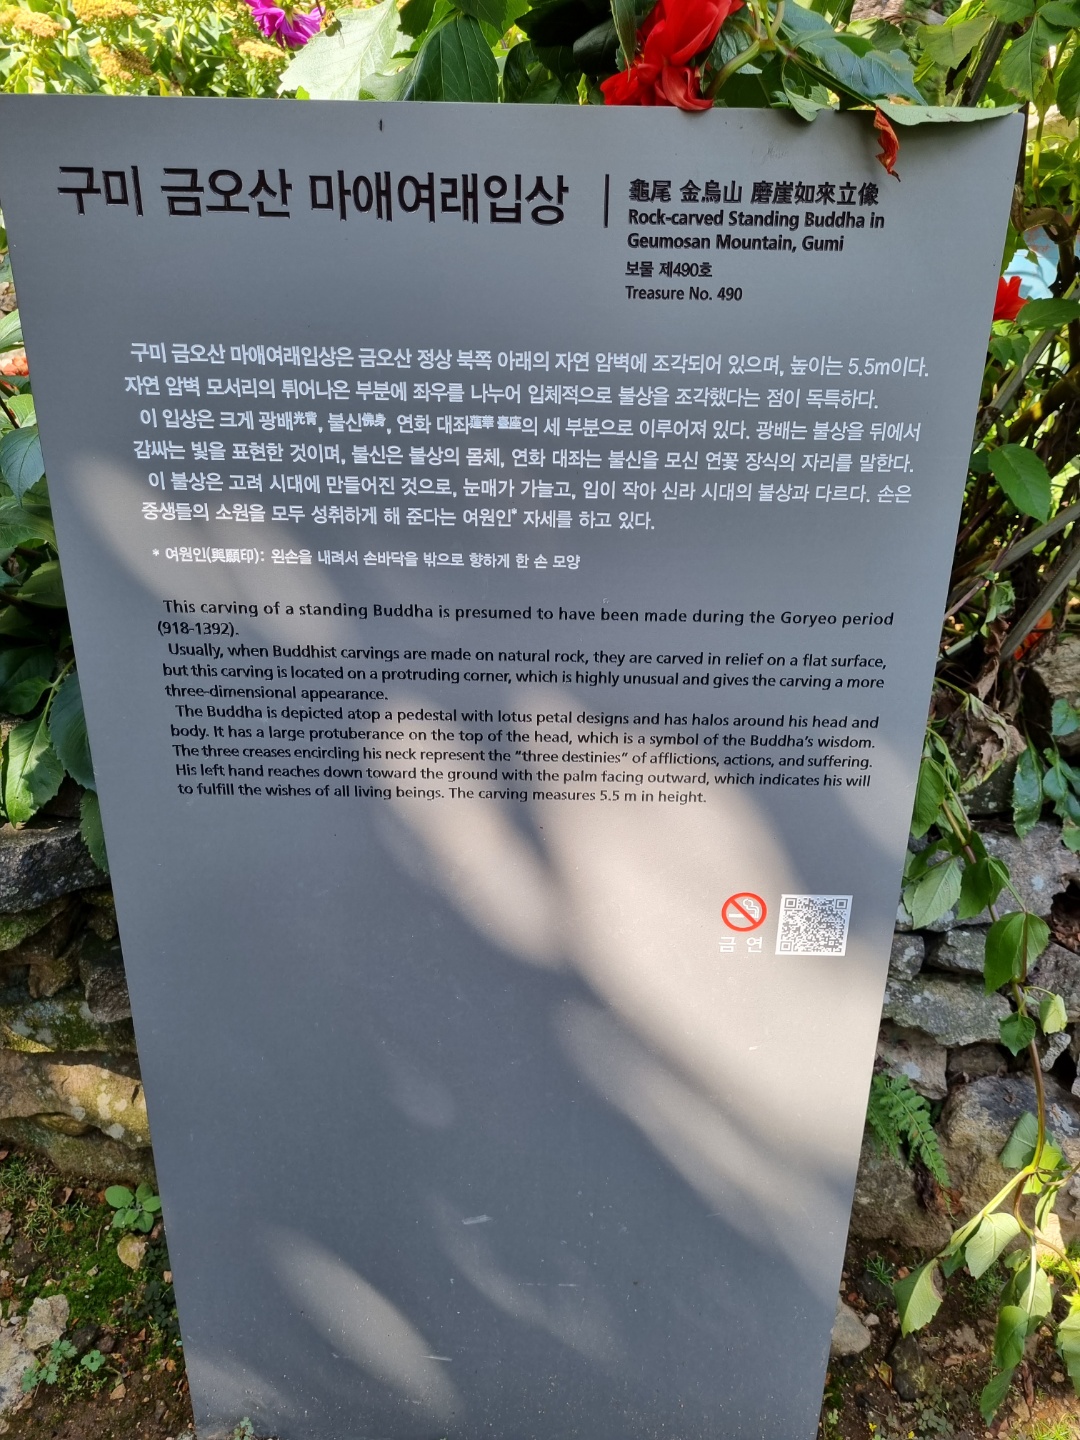 구미 금오산 마애여래입상
龜尾 金烏山 磨崖如來立像
Rock-carved Standing Buddha in
Geumosan Mountain, Gumi
보물 제490호
Treasure No. 490
구미 금오산 마애여래입상은 금오산 정상 북쪽 아래의 자연 암벽에 조각되어 있으며, 높이는 5.5m이다.
자연 암벽 모서리의 튀어나온 부분에 좌우를 나누어 입체적으로 불상을 조각했다는 점이 독특하다.
이 입상은 크게 광배光背, 불신佛身, 연화 대좌蓮華 臺座의 세 부분으로 이루어져 있다. 광배는 불상을 뒤에서
감싸는 빛을 표현한 것이며, 불신은 불상의 몸체, 연화 대좌는 불신을 모신 연꽃 장식의 자리를 말한다.
이 불상은 고려 시대에 만들어진 것으로, 눈매가 가늘고, 입이 작아 신라 시대의 불상과 다르다. 손은
중생들의 소원을 모두 성취하게 해 준다는 여원인* 자세를 하고 있다.
* 여원인(與願印): 왼손을 내려서 손바닥을 밖으로 향하게 한 손 모양
This carving of a standing Buddha is presumed to have been made during the Goryeo period
(918-1392).
Usually, when Buddhist carvings are made on natural rock, they are carved in relief on a flat surface,
but this carving is located on a protruding corner, which is highly unusual and gives the carving a more
three-dimensional appearance.
The Buddha is depicted atop a pedestal with lotus petal designs and has halos around his head and
body. It has a large protuberance on the top of the head, which is a symbol of the Buddha's wisdom.
The three creases encircling his neck represent the "three destinies" of afflictions, actions, and suffering.
His left hand reaches down toward the ground with the palm facing outward, which indicates his will
to fulfill the wishes of all living beings. The carving measures 5.5 m in height.
금 연